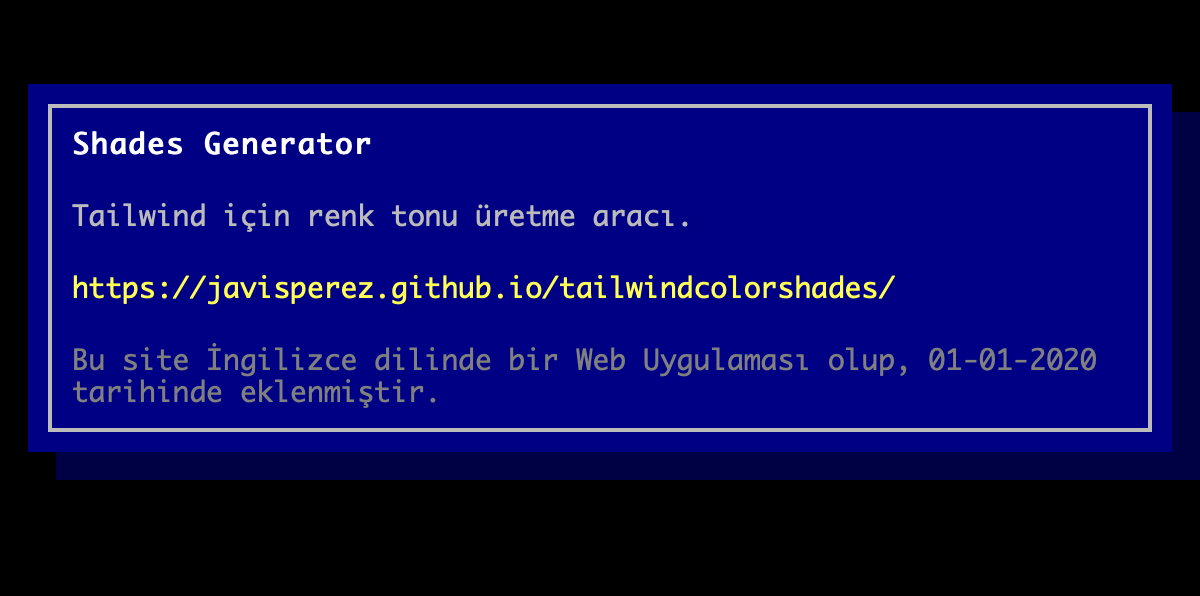 Shades Generator
Tailwind için renk tonu üretme aracı.
https://javisperez.github.io/tailwindcolorshades/
Bu site İngilizce dilinde bir Web Uygulaması olup, 01-01-2020
tarihinde eklenmiştir.